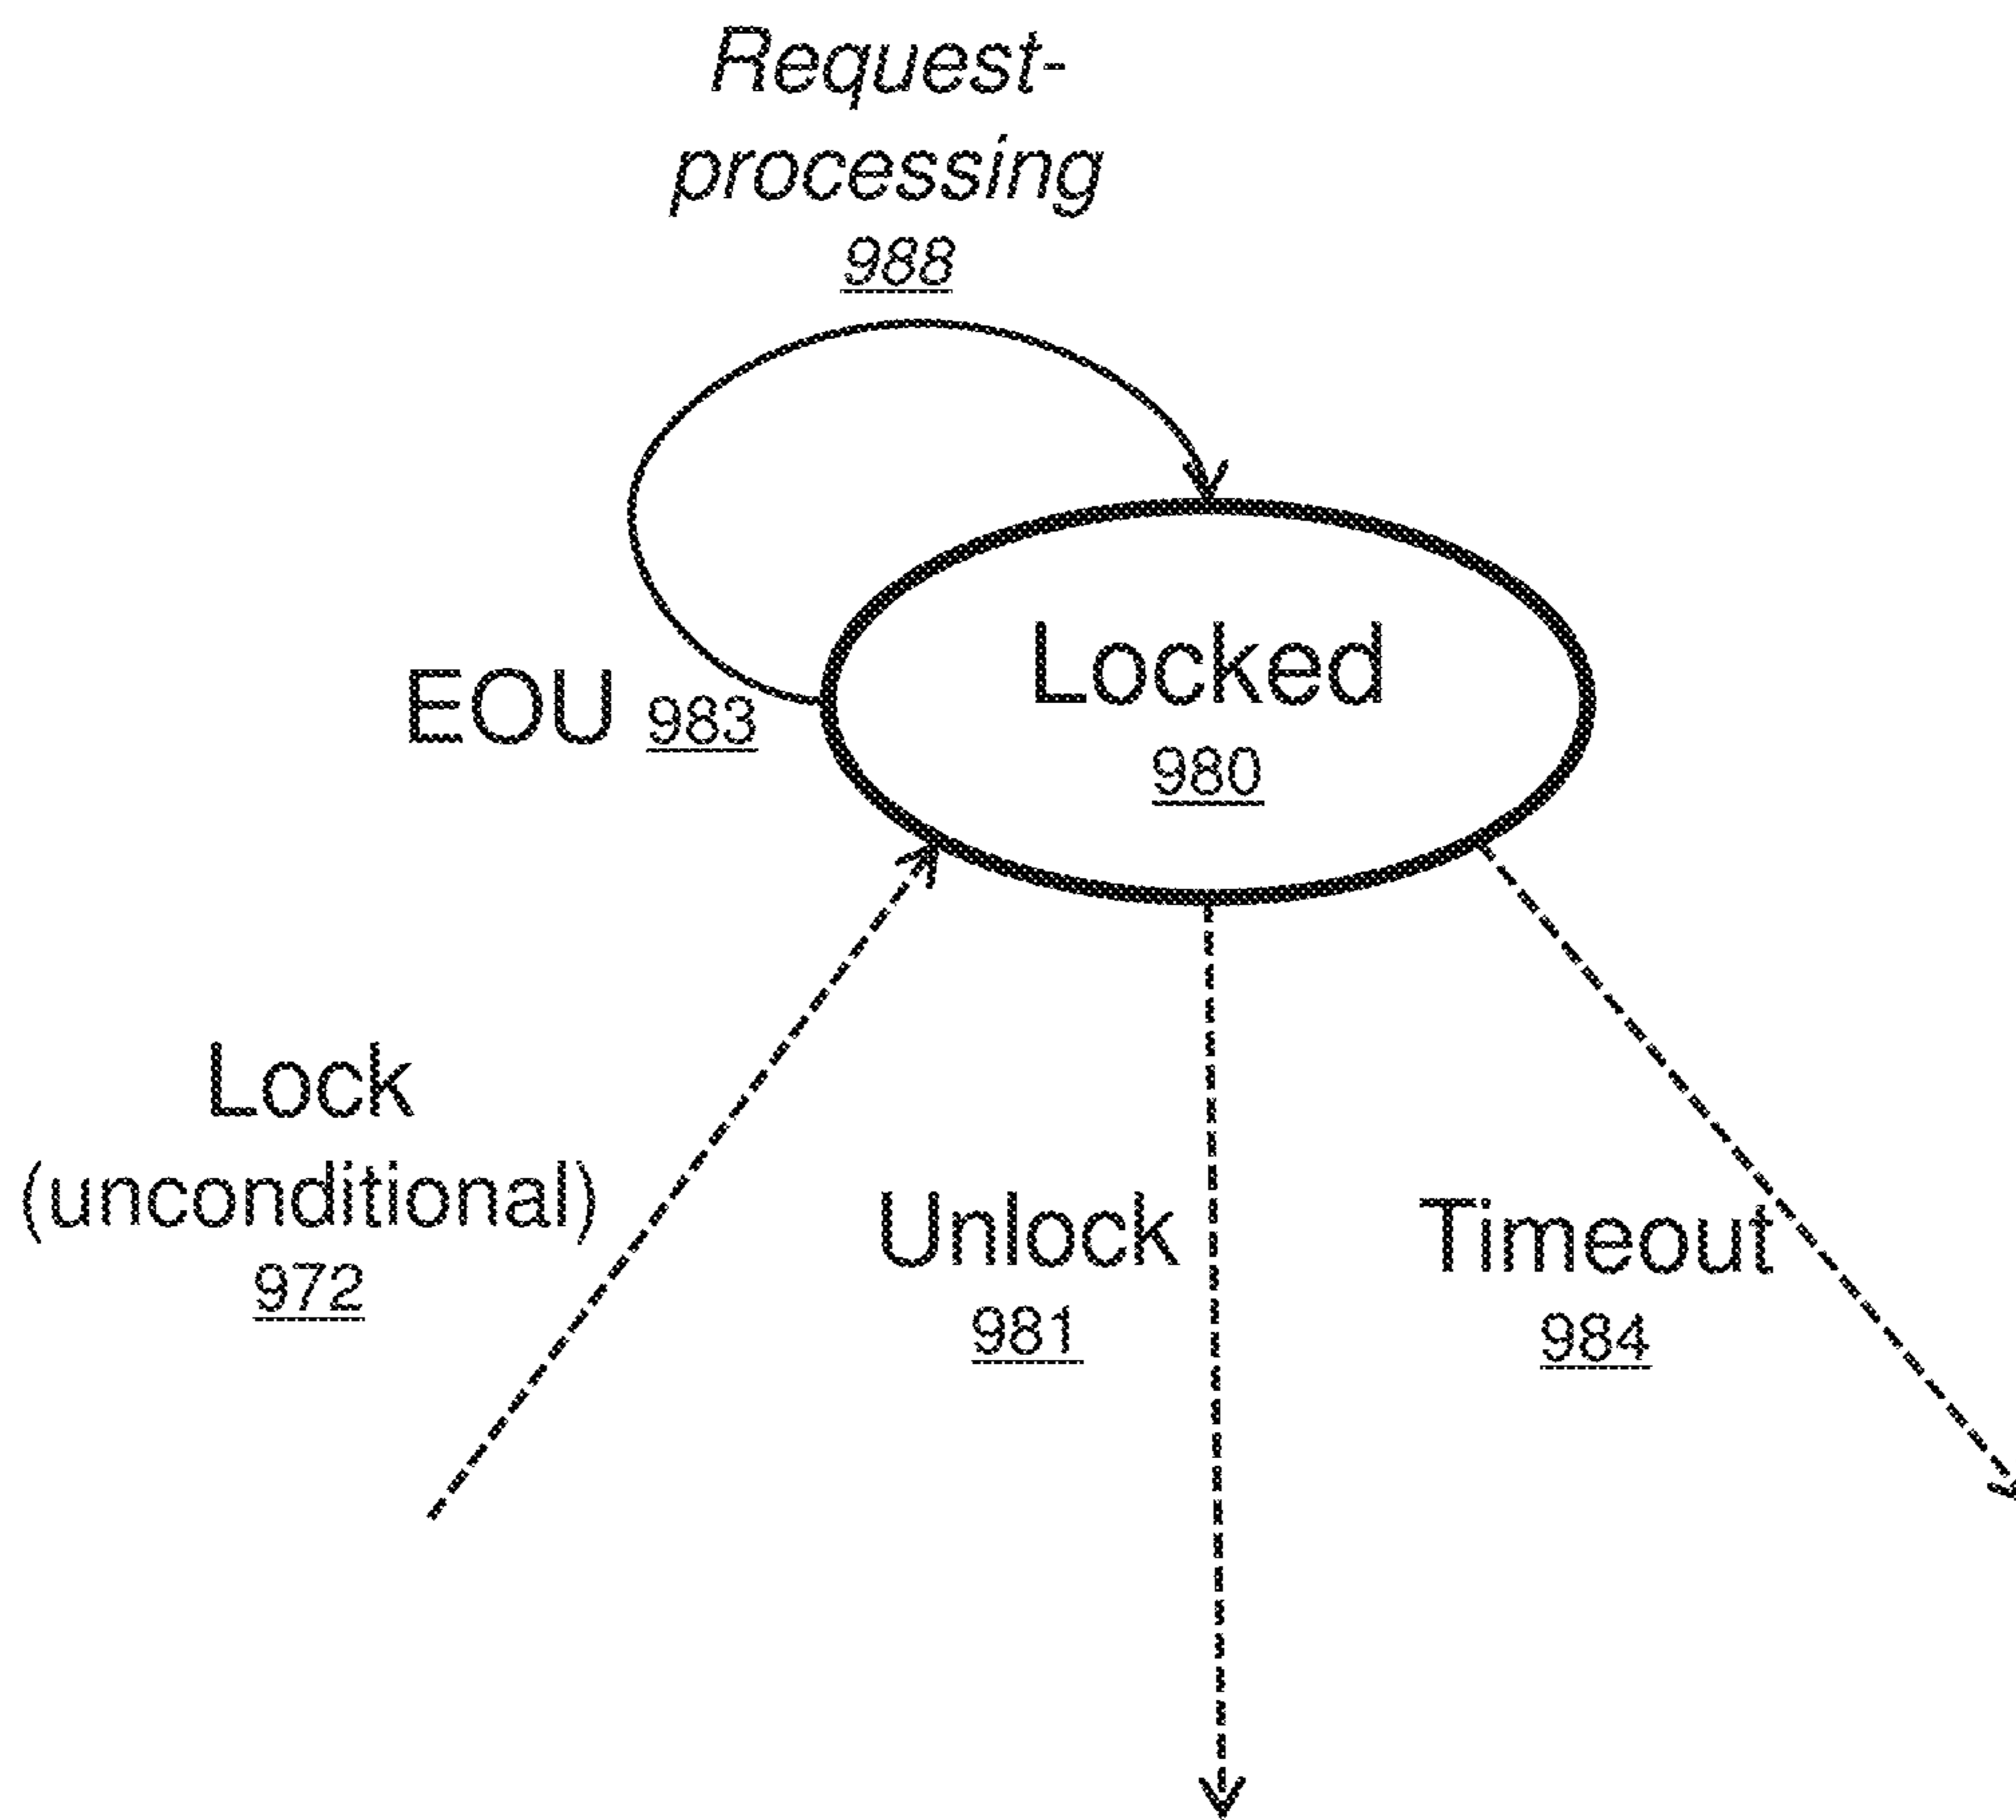 Request-
processing
988
Locked
EOU 983
980
Lock
(unconditional)
972
Unlock
981
Timeout
984